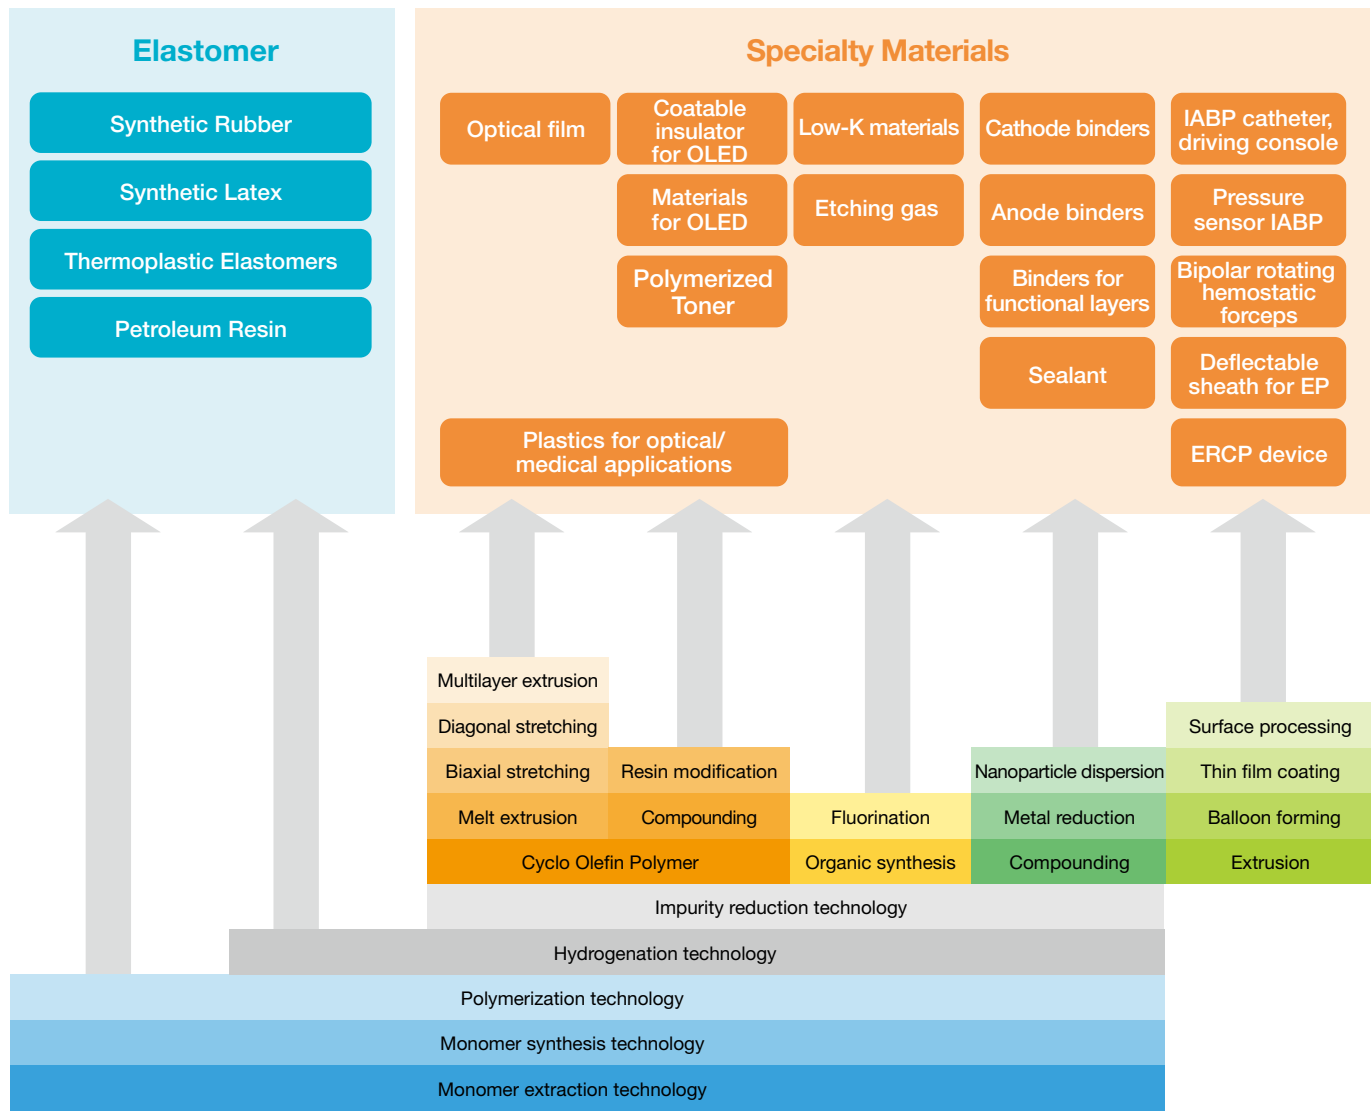 Elastomer
Synthetic Rubber
Synthetic Latex
Thermoplastic Elastomers
Petroleum Resin
Specialty Materials
Optical film
Coatable
insulator
for OLED
Materials
for OLED
Polymerized
Toner
Plastics for optical/
medical applications
Low-K materials
Etching gas
Cathode binders
Anode binders
Binders for
functional layers
Sealant
IABP catheter,
driving console
Pressure
sensor IABP
Bipolar rotating
hemostatic
forceps
Deflectable
sheath for EP
ERCP device
Multilayer extrusion
Diagonal stretching
Biaxial stretching
Melt extrusion
Resin modification
Compounding
Cyclo Olefin Polymer
Fluorination
Organic synthesis
Nanoparticle dispersion
Metal reduction
Compounding
Surface processing
Thin film coating
Balloon forming
Extrusion
Impurity reduction technology
Hydrogenation technology
Polymerization technology
Monomer synthesis technology
Monomer extraction technology